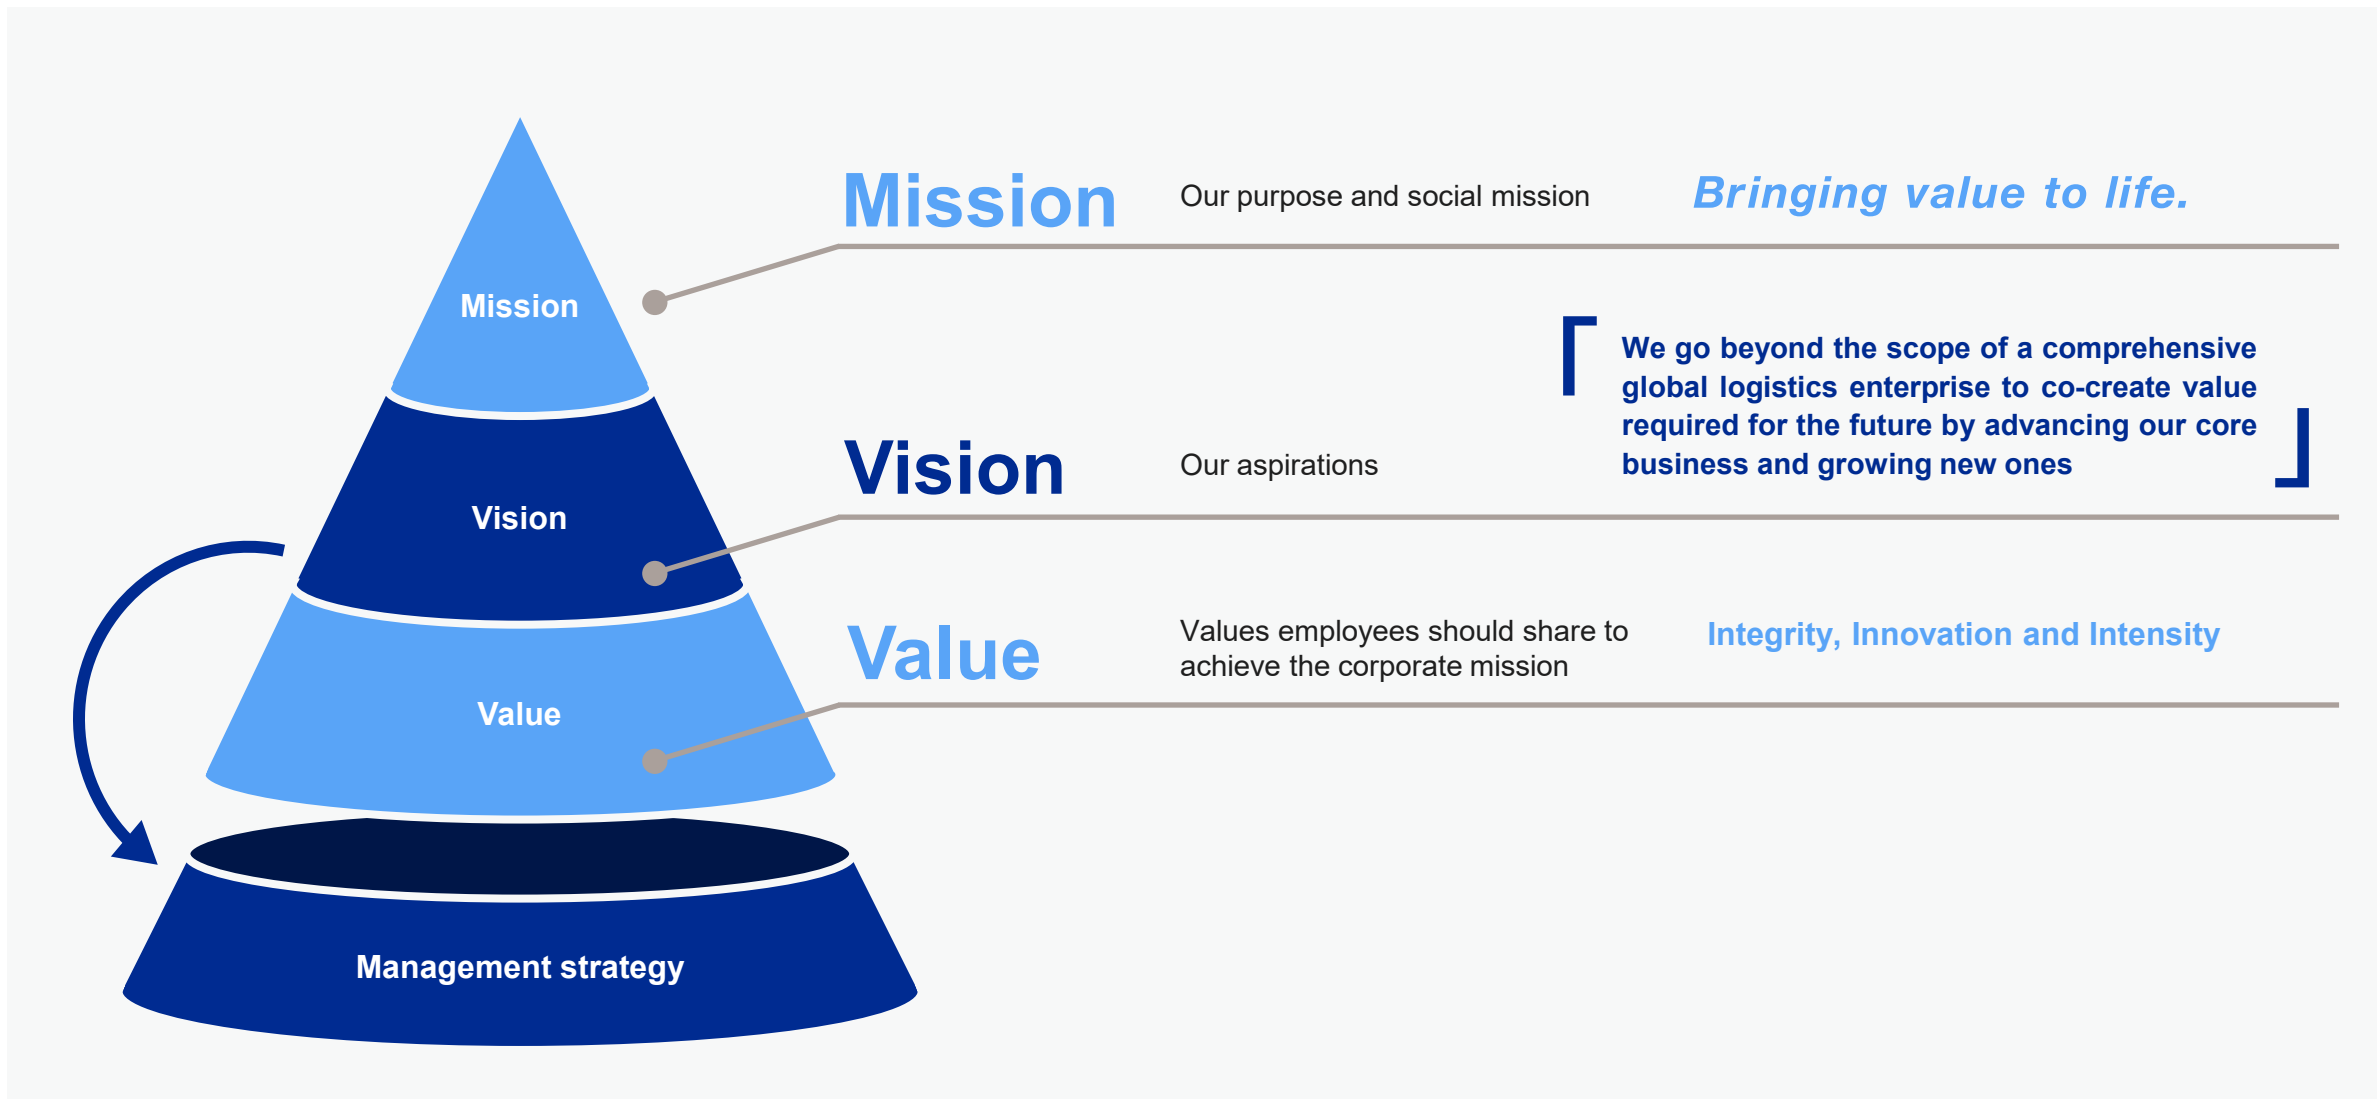 Mission
Vision
Value
Management strategy
Mission
Our purpose and social mission
Bringing value to life.
Vision
Our aspirations
「We go beyond the scope of a comprehensive
global logistics enterprise to co-create value
required for the future by advancing our core
business and growing new ones」
Value
Values employees should share to
achieve the corporate mission
Integrity, Innovation and Intensity